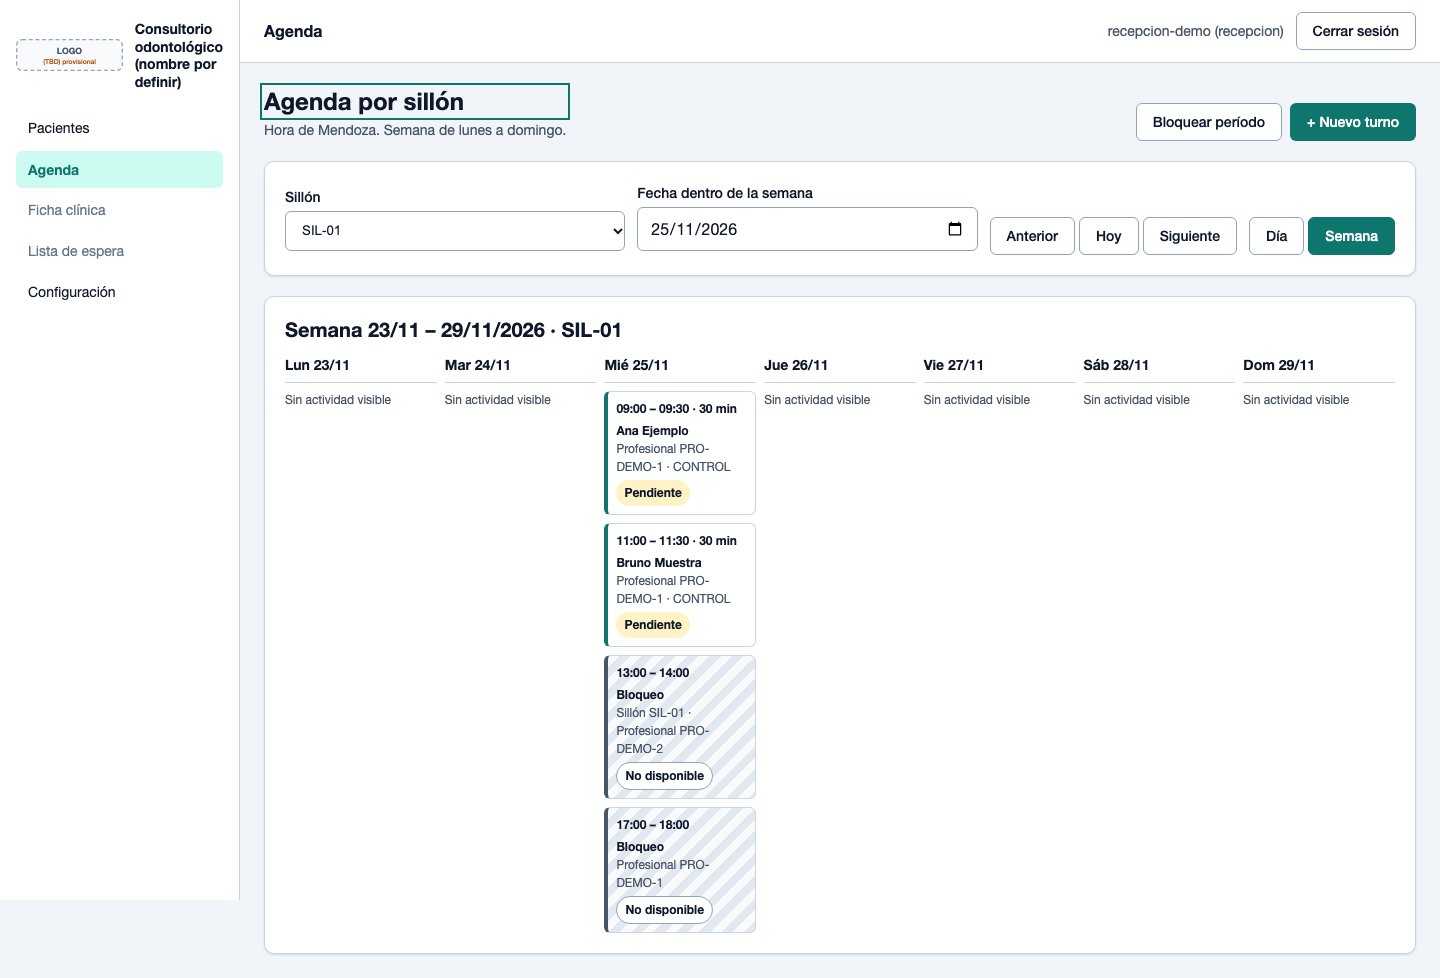 LOGO
(TBD) provisional
Consultorio
odontológico
(nombre por
definir)
Pacientes
Agenda
Ficha clínica
Lista de espera
Configuración
Agenda
recepcion-demo (recepcion)
Cerrar sesión
Agenda por sillón
Hora de Mendoza. Semana de lunes a domingo.
Bloquear período
+ Nuevo turno
Sillón
SIL-01
Fecha dentro de la semana
25/11/2026
Anterior
Hoy
Siguiente
Día
Semana
Semana 23/11 – 29/11/2026 · SIL-01
Lun 23/11
Sin actividad visible
Mar 24/11
Sin actividad visible
Mié 25/11
09:00 – 09:30 · 30 min
Ana Ejemplo
Profesional PRO-
DEMO-1 · CONTROL
Pendiente
11:00 – 11:30 · 30 min
Bruno Muestra
Profesional PRO-
DEMO-1 · CONTROL
Pendiente
13:00 – 14:00
Bloqueo
Sillón SIL-01 ·
Profesional PRO-
DEMO-2
No disponible
17:00 – 18:00
Bloqueo
Profesional PRO-
DEMO-1
No disponible
Jue 26/11
Sin actividad visible
Vie 27/11
Sin actividad visible
Sáb 28/11
Sin actividad visible
Dom 29/11
Sin actividad visible